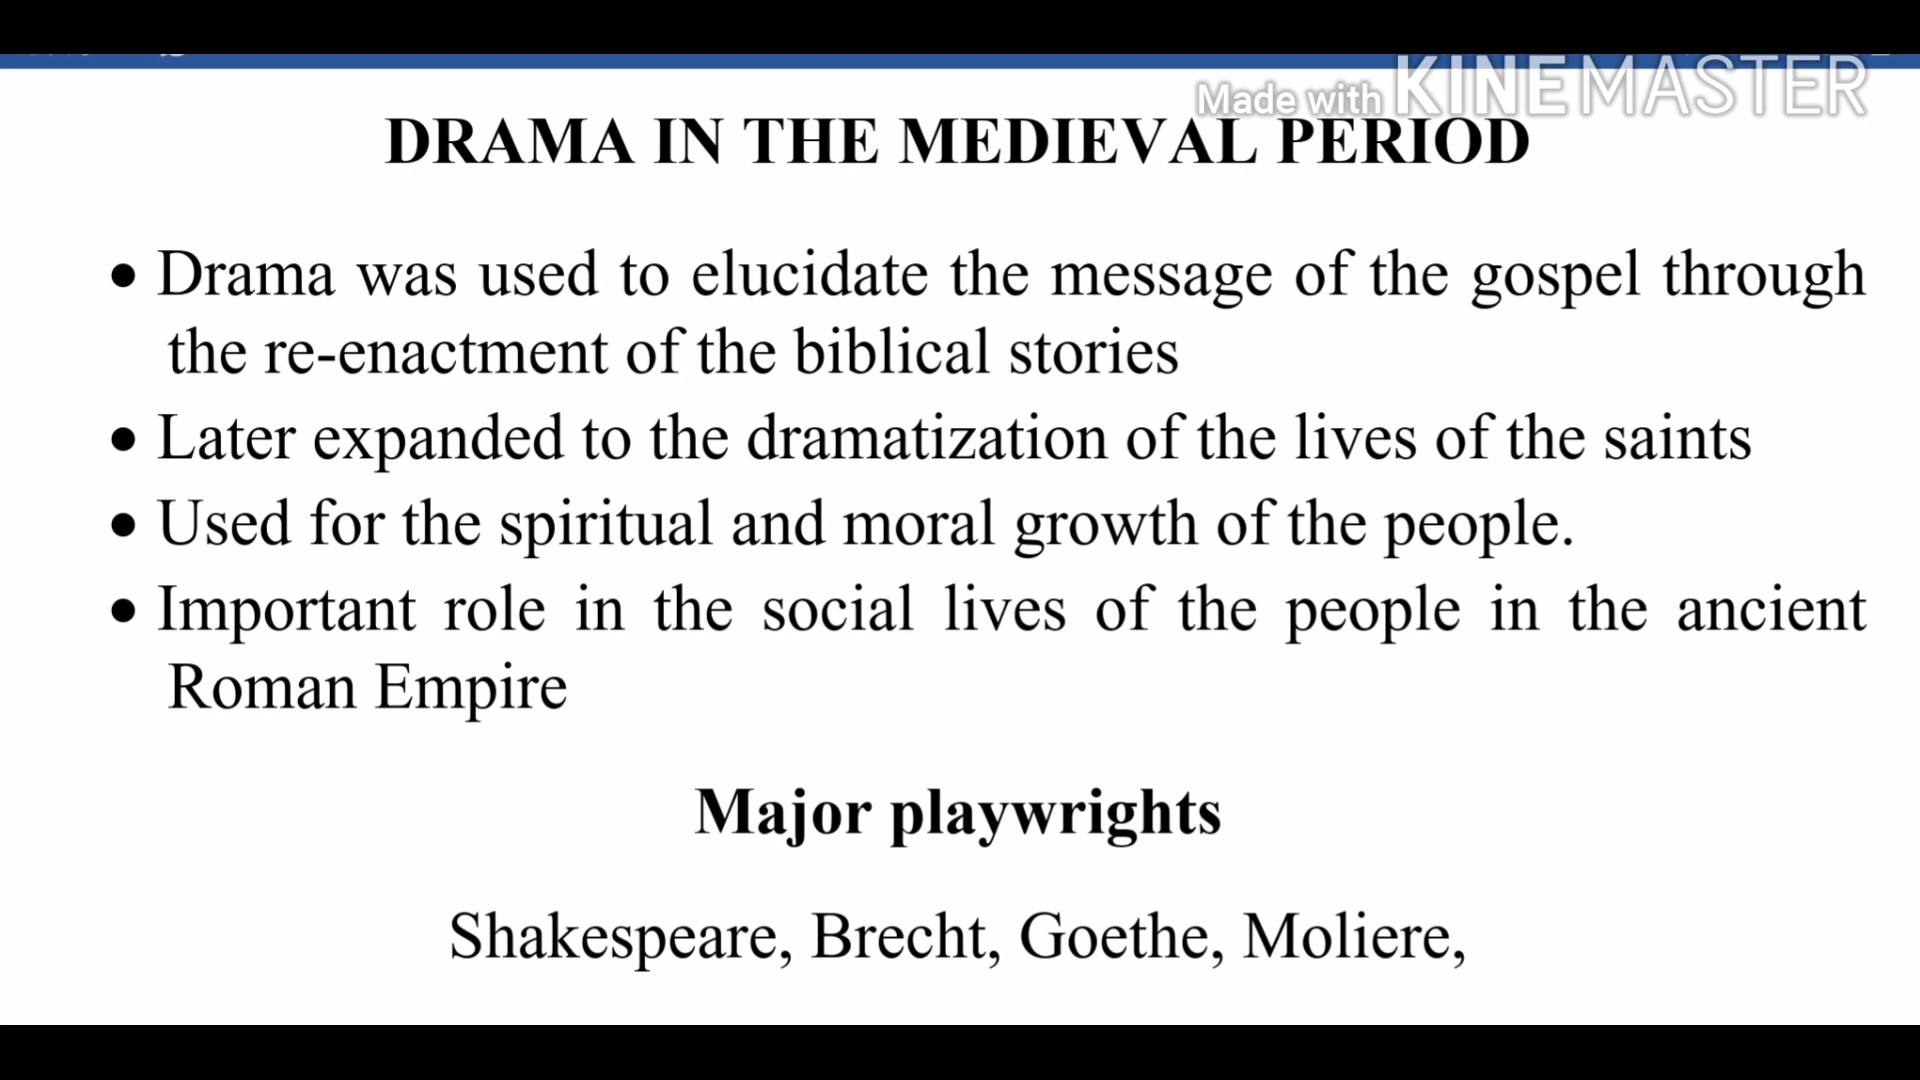 Made with KINEMASTER
DRAMA IN THE MEDIEVAL PERIOD
• Drama was used to elucidate the message of the gospel through
the re-enactment of the biblical stories
• Later expanded to the dramatization of the lives of the saints
• Used for the spiritual and moral growth of the people.
• Important role in the social lives of the people in the ancient
Roman Empire
Major playwrights
Shakespeare, Brecht, Goethe, Moliere,